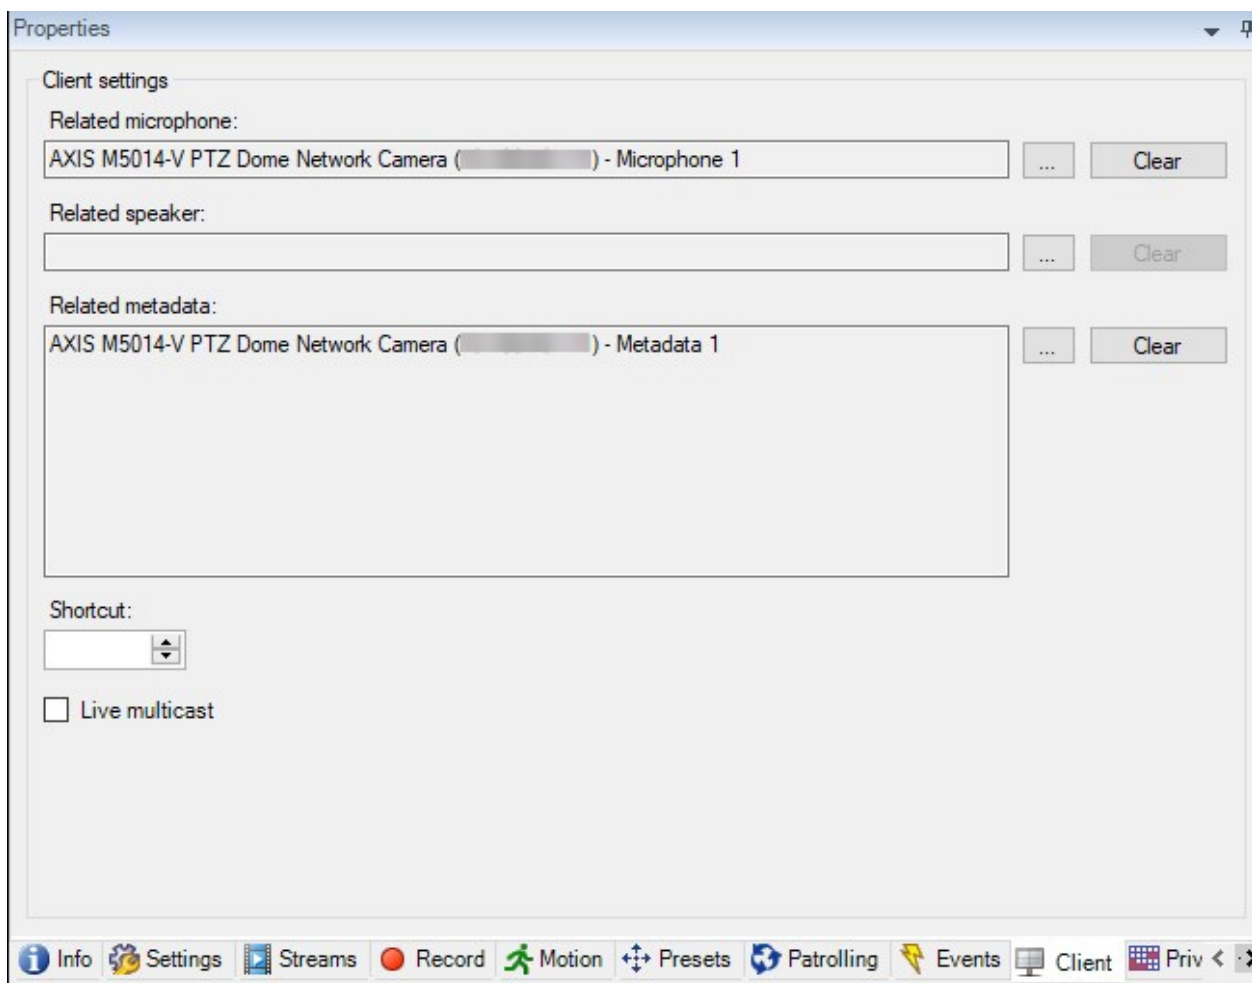 Properties
Client settings
Related microphone:
AXIS M5014-V PTZ Dome Network Camera ( ) - Microphone 1
... Clear
Related speaker:
... Clear
Related metadata:
AXIS M5014-V PTZ Dome Network Camera ( ) - Metadata 1
... Clear
Shortcut:
Live multicast
Info Settings Streams Record Motion Presets Patrolling Events Client Priv